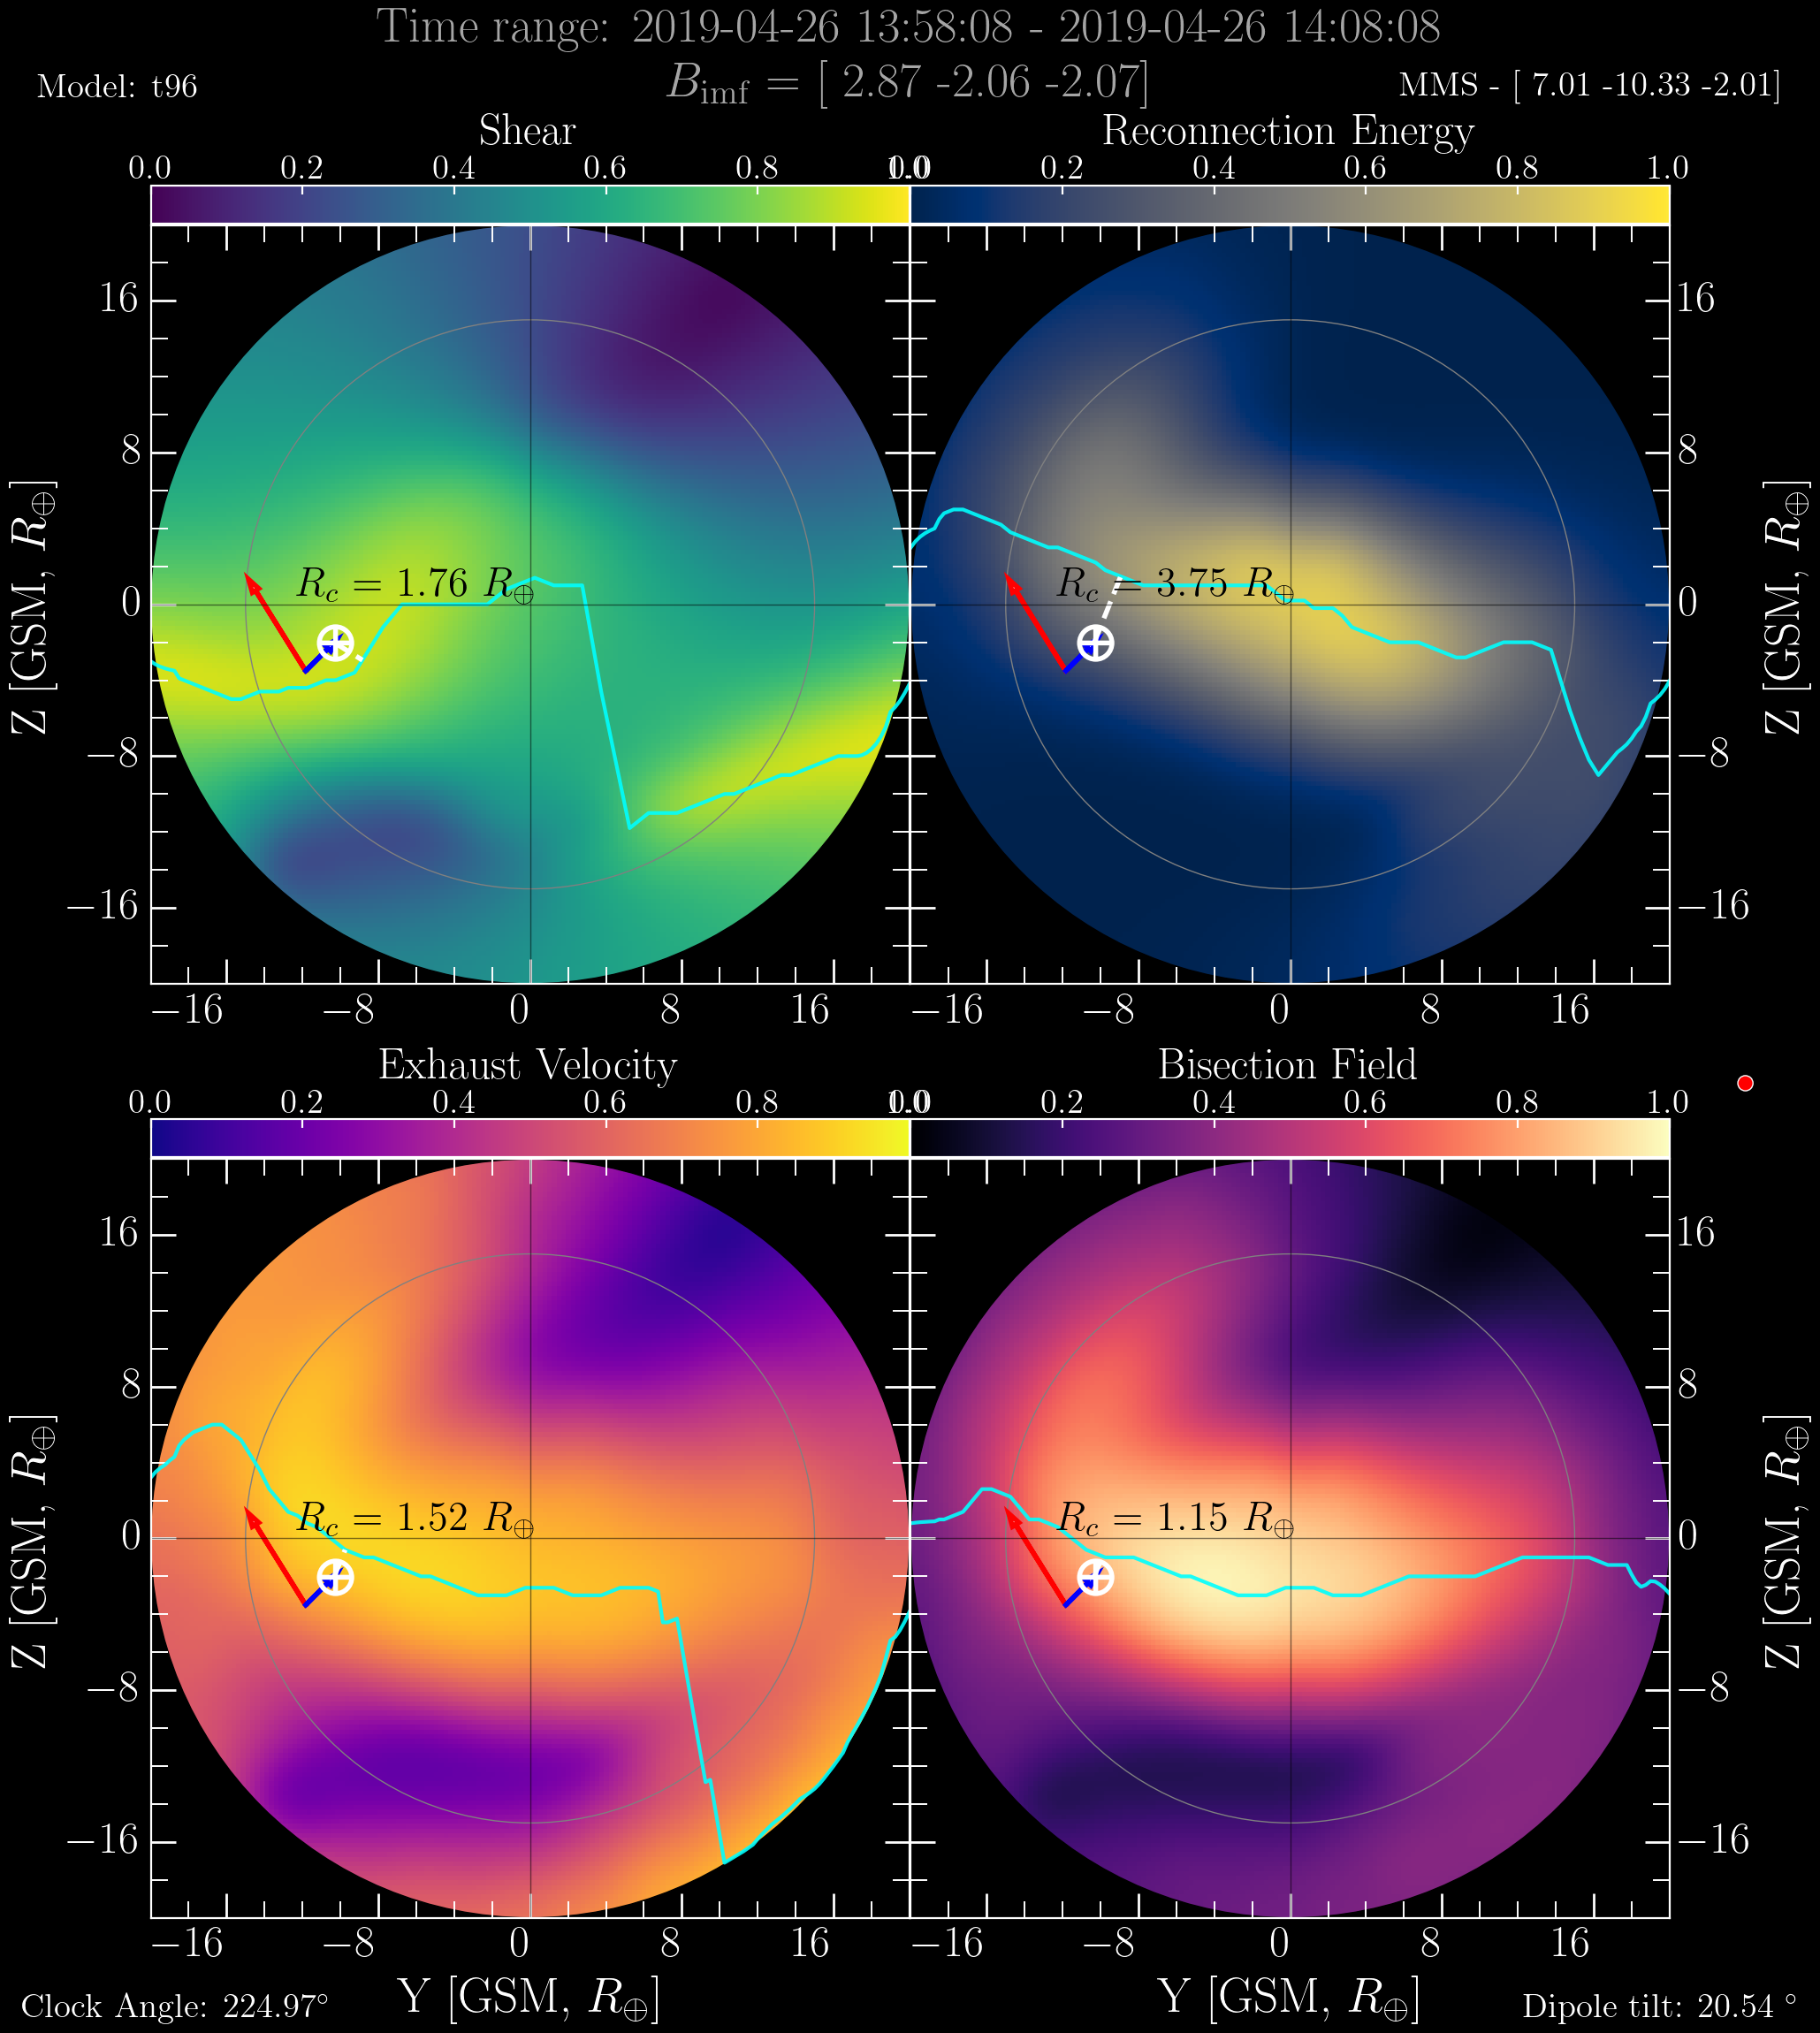 Time range: 2019-04-26 13:58:08 - 2019-04-26 14:08:08
Model: t96
B_imf = [ 2.87 -2.06 -2.07]
MMS - [ 7.01 -10.33 -2.01]
Shear
Reconnection Energy
0.0 0.2 0.4 0.6 0.8 1.0
0.0 0.2 0.4 0.6 0.8 1.0
16
8
0
−8
−16
Z [GSM, R⊕]
R_c = 1.76 R⊕
R_c = 3.75 R⊕
16
8
0
−8
−16
Z [GSM, R⊕]
−16 −8 0 8 16
−16 −8 0 8 16
Exhaust Velocity
Bisection Field
0.0 0.2 0.4 0.6 0.8 1.0
0.0 0.2 0.4 0.6 0.8 1.0
16
8
0
−8
−16
Z [GSM, R⊕]
R_c = 1.52 R⊕
R_c = 1.15 R⊕
16
8
0
−8
−16
Z [GSM, R⊕]
−16 −8 0 8 16
−16 −8 0 8 16
Y [GSM, R⊕]
Y [GSM, R⊕]
Clock Angle: 224.97°
Dipole tilt: 20.54 °